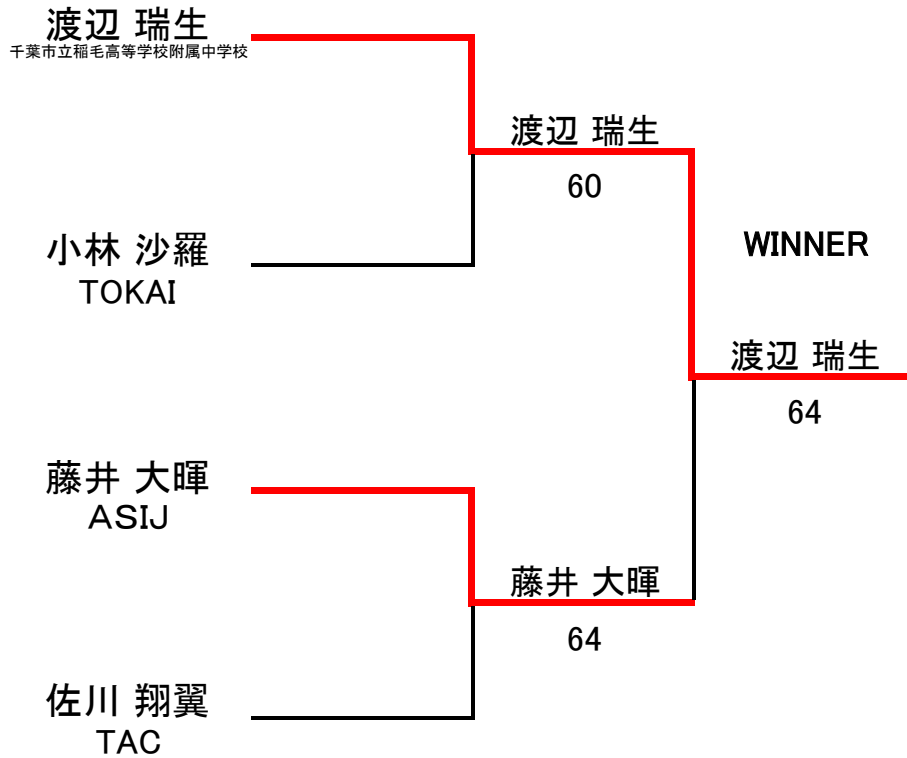 渡辺 瑞生
千葉市立稲毛高等学校附属中学校
渡辺 瑞生
60
小林 沙羅
TOKAI
WINNER
渡辺 瑞生
64
藤井 大暉
ASIJ
藤井 大暉
64
佐川 翔翼
TAC